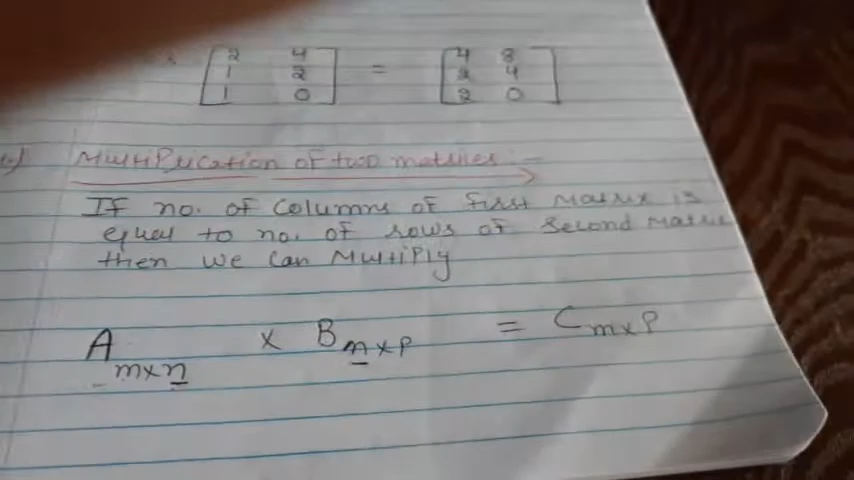 [2 4] = [4 8]
[1 2] [2 4]
[1 0] [2 0]
Multiplication of two matrices :-
If no. of columns of first matrix is
equal to no. of rows of second matrix
then we can multiply
A m×n × B n×p = C m×p